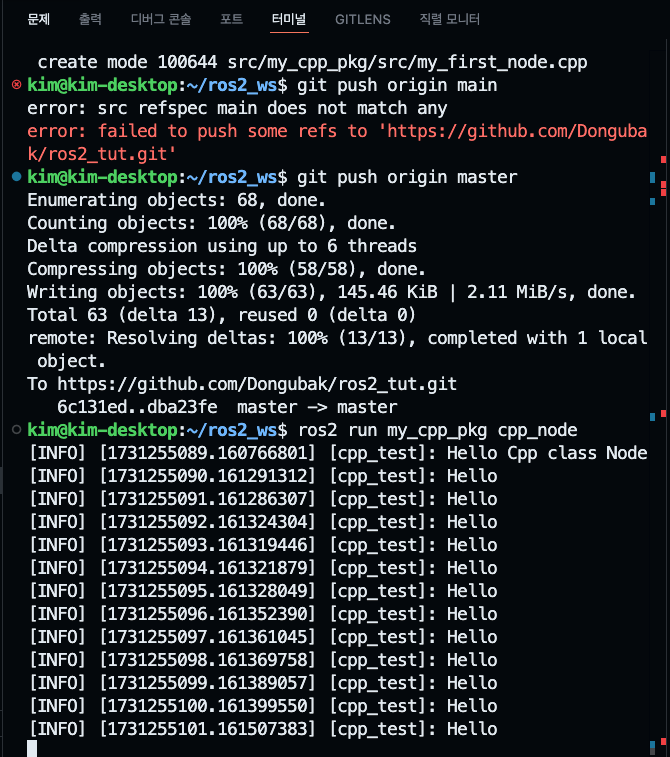 문제 출력 디버그 콘솔 포트 터미널 GITLENS 직렬 모니터
create mode 100644 src/my_cpp_pkg/src/my_first_node.cpp
kim@kim-desktop:~/ros2_ws$ git push origin main
error: src refspec main does not match any
error: failed to push some refs to 'https://github.com/Donguba
k/ros2_tut.git'
kim@kim-desktop:~/ros2_ws$ git push origin master
Enumerating objects: 68, done.
Counting objects: 100% (68/68), done.
Delta compression using up to 6 threads
Compressing objects: 100% (58/58), done.
Writing objects: 100% (63/63), 145.46 KiB | 2.11 MiB/s, done.
Total 63 (delta 13), reused 0 (delta 0)
remote: Resolving deltas: 100% (13/13), completed with 1 local
object.
To https://github.com/Dongubak/ros2_tut.git
6c131ed..dba23fe master -> master
kim@kim-desktop:~/ros2_ws$ ros2 run my_cpp_pkg cpp_node
[INFO] [1731255089.160766801] [cpp_test]: Hello Cpp class Node
[INFO] [1731255090.161291312] [cpp_test]: Hello
[INFO] [1731255091.161286307] [cpp_test]: Hello
[INFO] [1731255092.161324304] [cpp_test]: Hello
[INFO] [1731255093.161319446] [cpp_test]: Hello
[INFO] [1731255094.161321879] [cpp_test]: Hello
[INFO] [1731255095.161328049] [cpp_test]: Hello
[INFO] [1731255096.161352390] [cpp_test]: Hello
[INFO] [1731255097.161361045] [cpp_test]: Hello
[INFO] [1731255098.161369758] [cpp_test]: Hello
[INFO] [1731255099.161389057] [cpp_test]: Hello
[INFO] [1731255100.161399550] [cpp_test]: Hello
[INFO] [1731255101.161507383] [cpp_test]: Hello